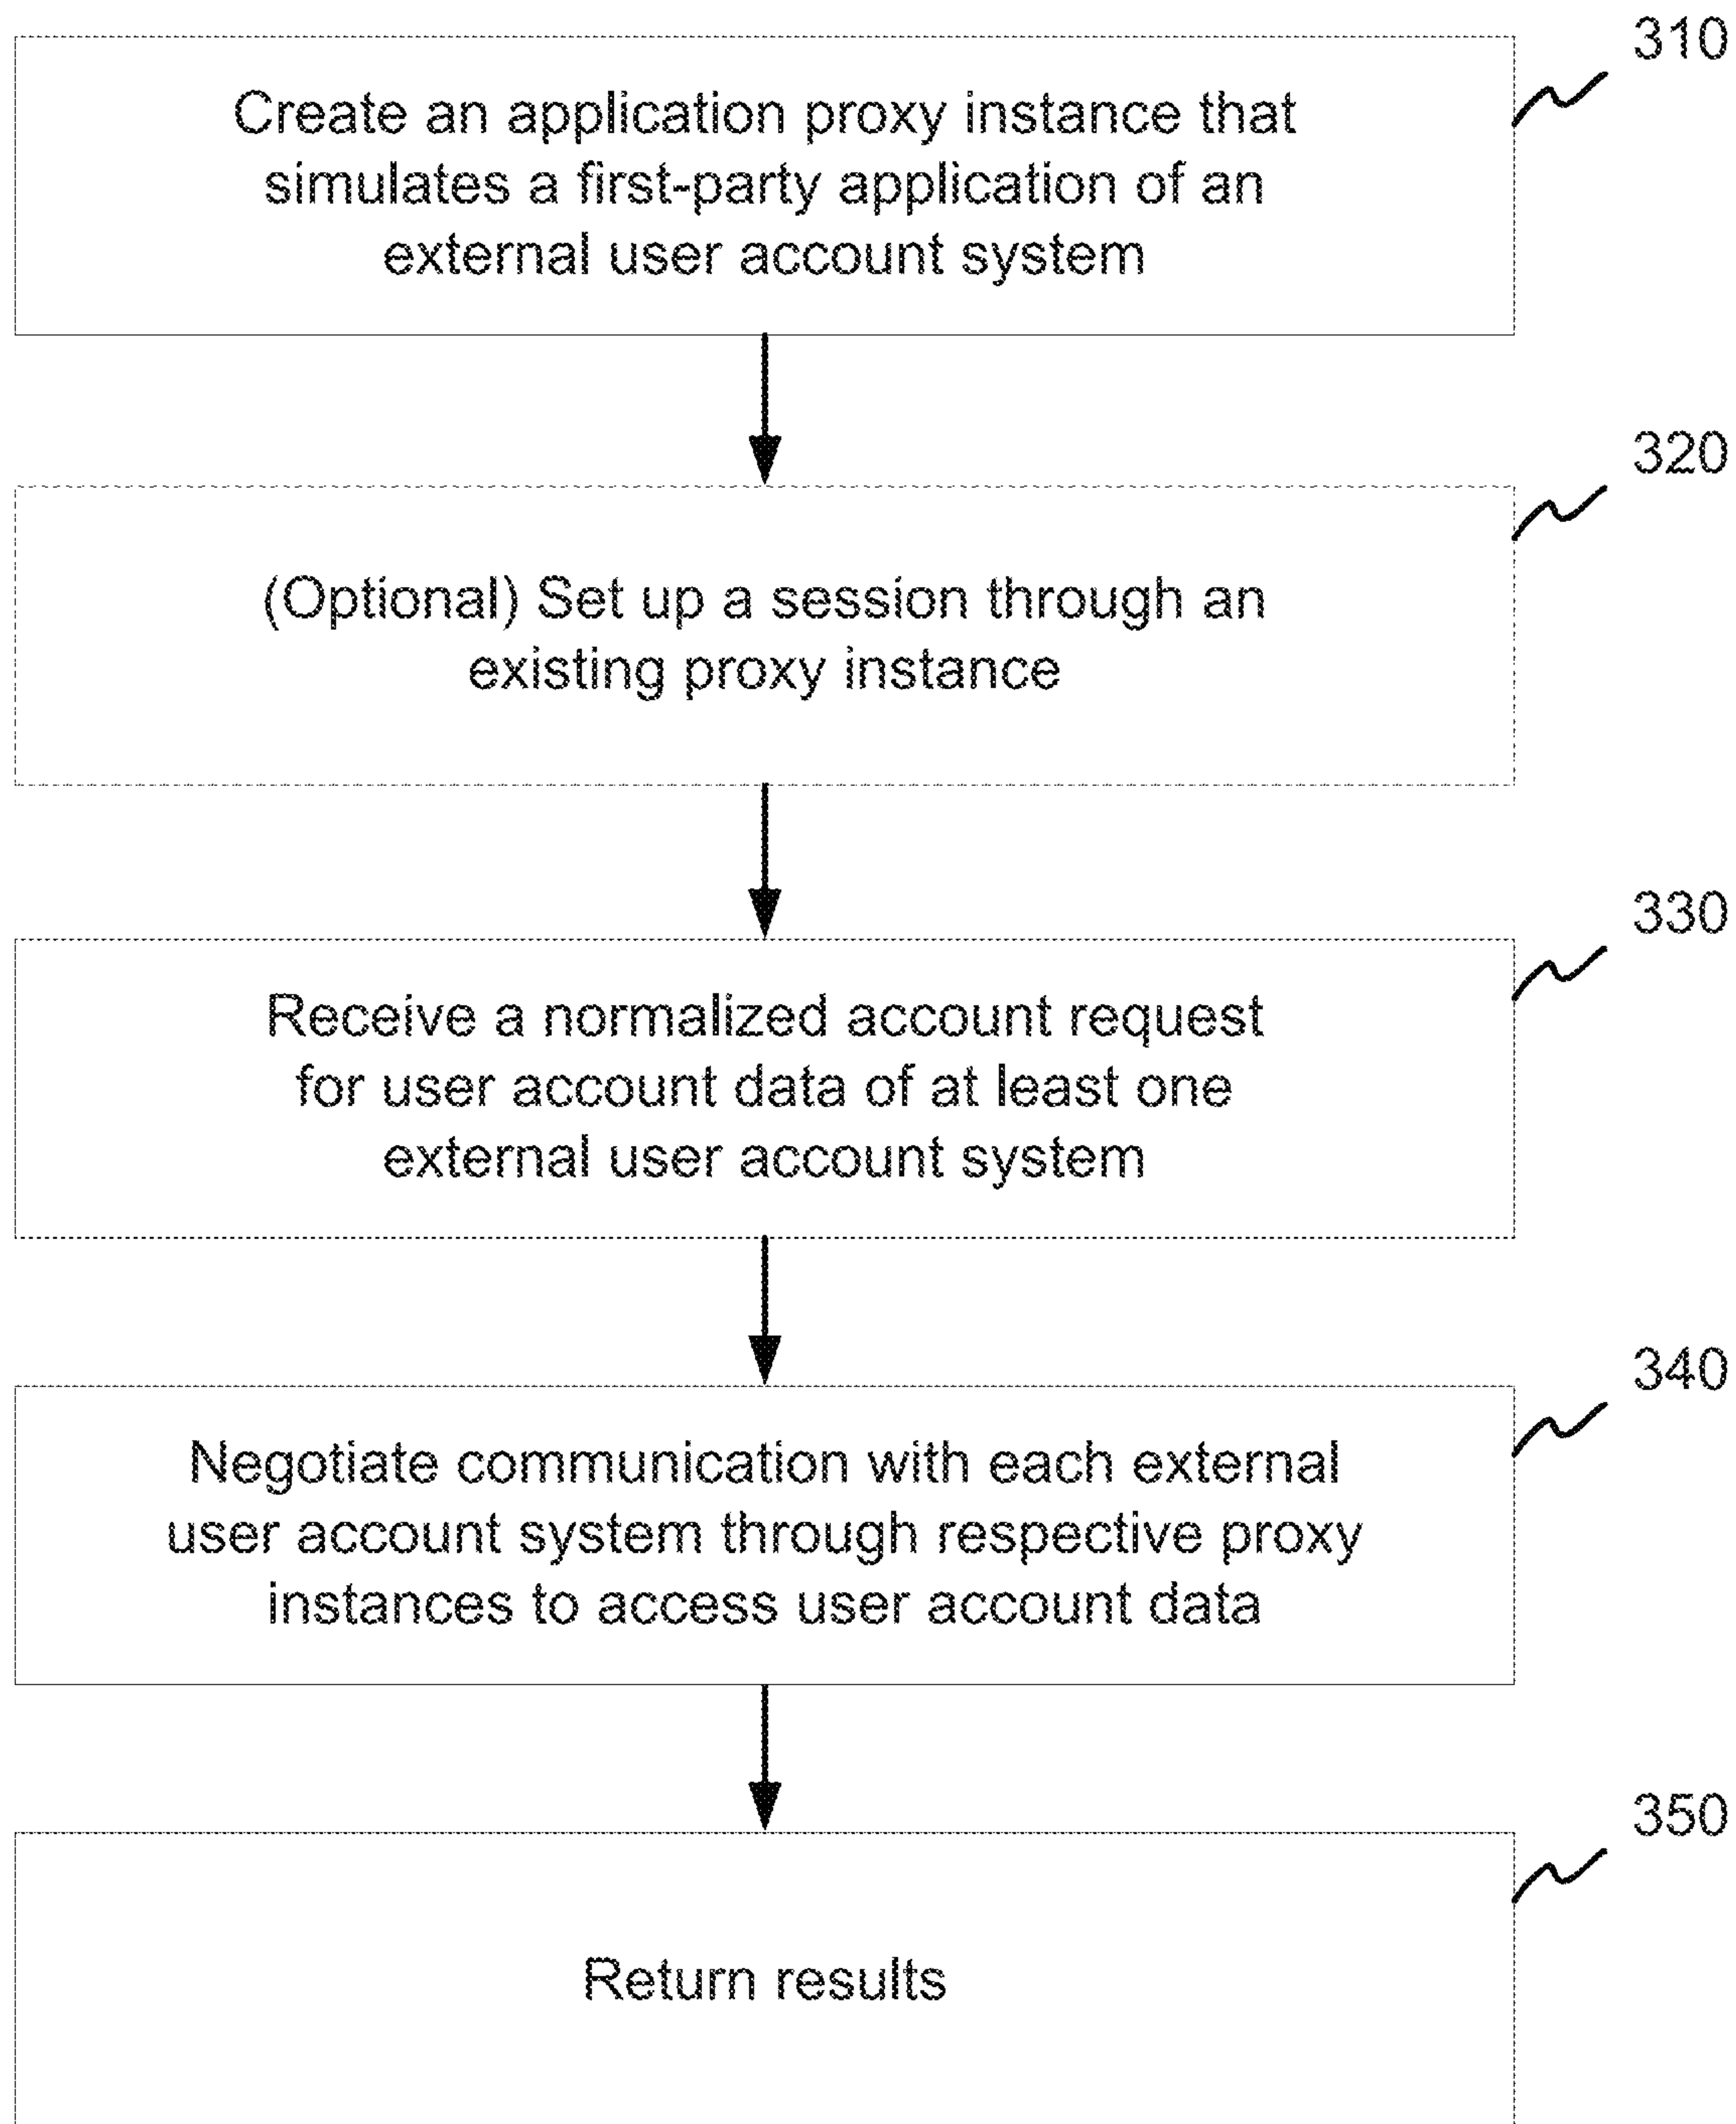 310
Create an application proxy instance that
simulates a first-party application of an
external user account system
320
(Optional) Set up a session through an
existing proxy instance
330
Receive a normalized account request
for user account data of at least one
external user account system
340
Negotiate communication with each external
user account system through respective proxy
instances to access user account data
350
Return results